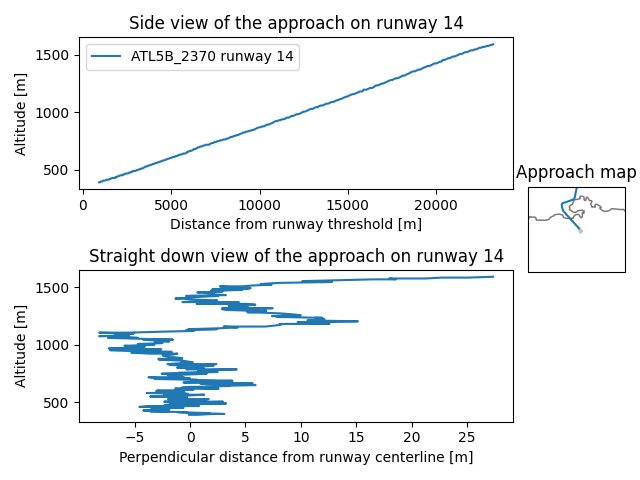 Side view of the approach on runway 14
ATL5B_2370 runway 14
Altitude [m]
1500
1000
500
0
5000
10000
15000
20000
Distance from runway threshold [m]
Approach map
Straight down view of the approach on runway 14
Altitude [m]
1500
1000
500
−5
0
5
10
15
20
25
Perpendicular distance from runway centerline [m]